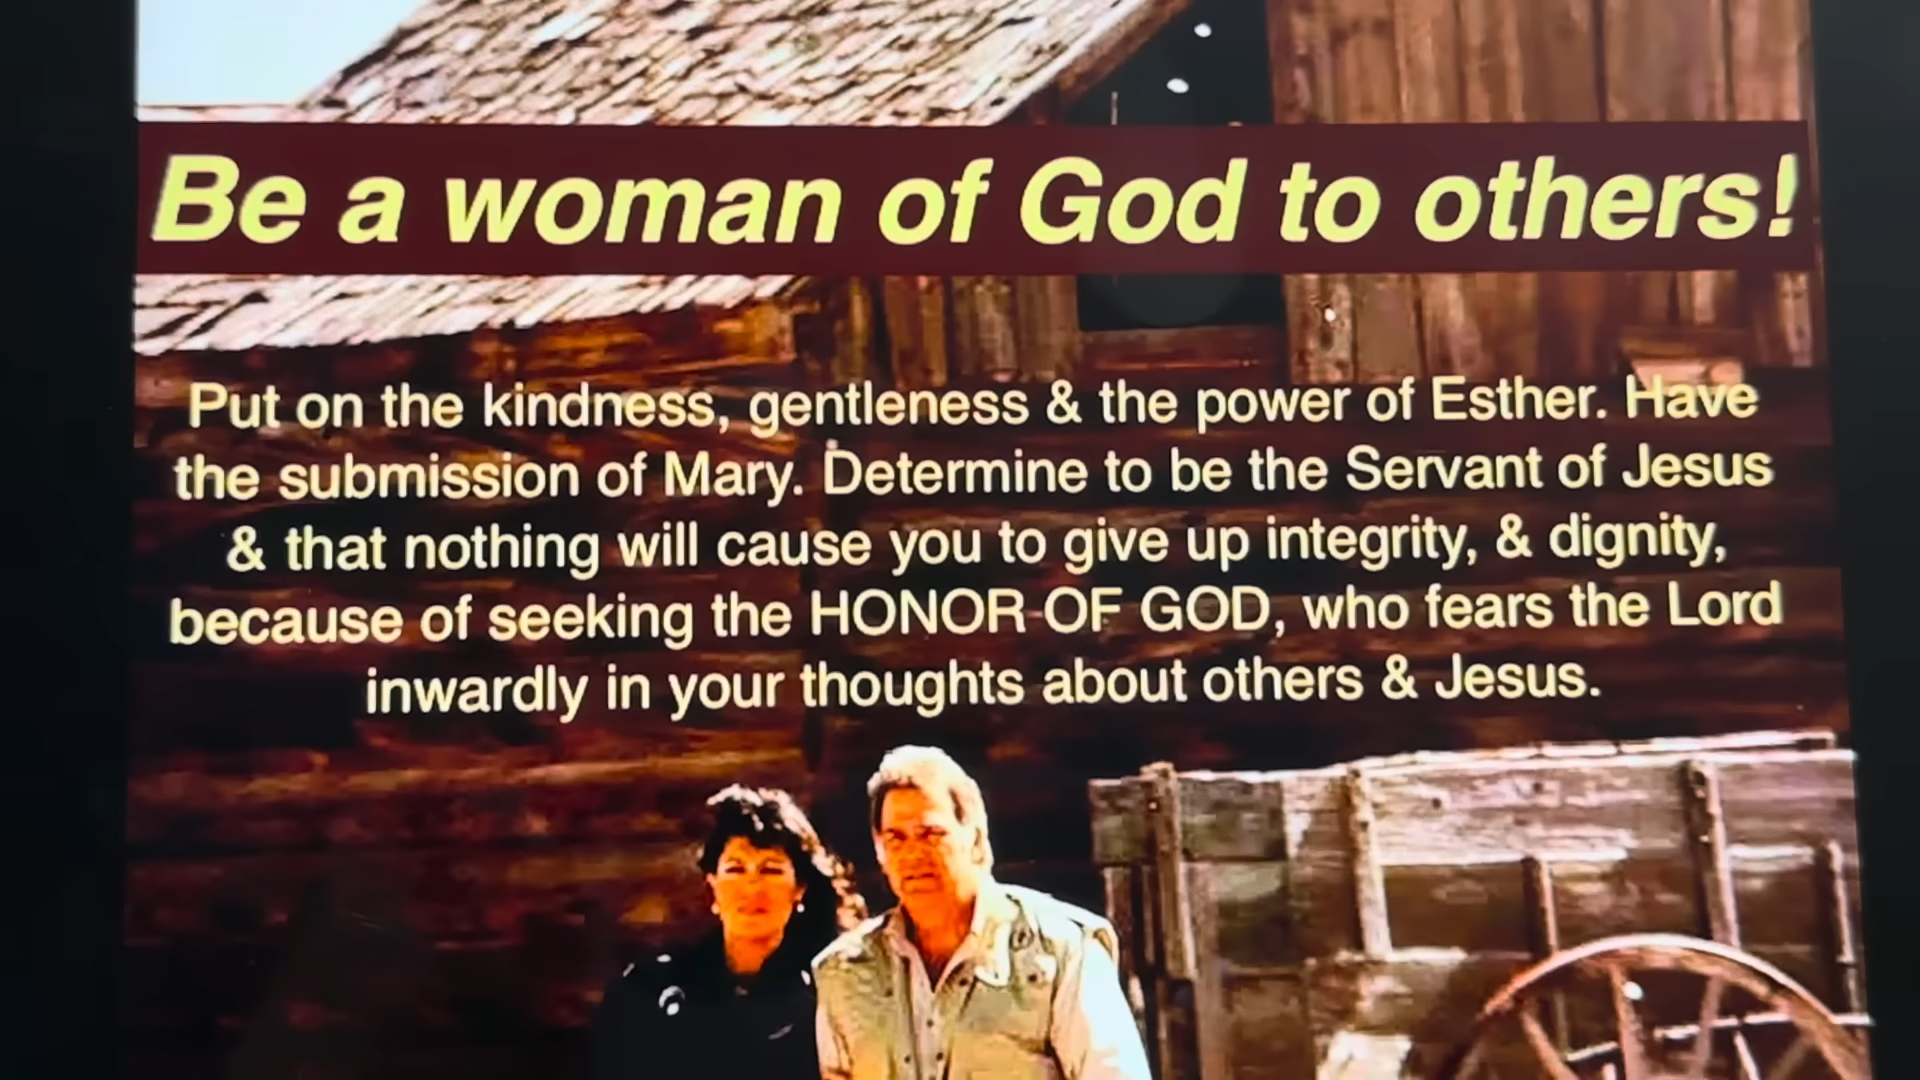 Be a woman of God to others!
Put on the kindness, gentleness & the power of Esther. Have
the submission of Mary. Determine to be the Servant of Jesus
& that nothing will cause you to give up integrity, & dignity,
because of seeking the HONOR OF GOD, who fears the Lord
inwardly in your thoughts about others & Jesus.